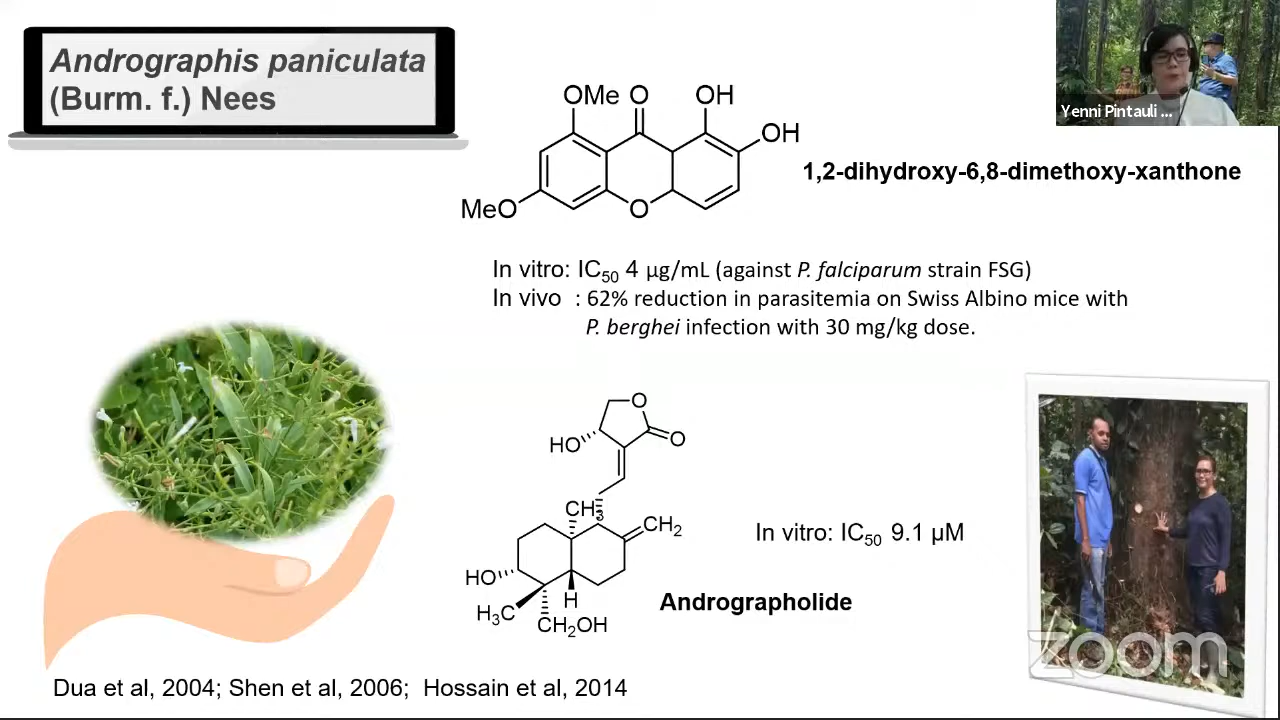 Andrographis paniculata
(Burm. f.) Nees
Yenni Pintauli ...
OMe O OH
OH
MeO O
1,2-dihydroxy-6,8-dimethoxy-xanthone
In vitro: IC50 4 µg/mL (against P. falciparum strain FSG)
In vivo : 62% reduction in parasitemia on Swiss Albino mice with
P. berghei infection with 30 mg/kg dose.
O
HO O
CH3
CH2
HO
H
H3C
CH2OH
In vitro: IC50 9.1 µM
Andrographolide
zoom
Dua et al, 2004; Shen et al, 2006; Hossain et al, 2014